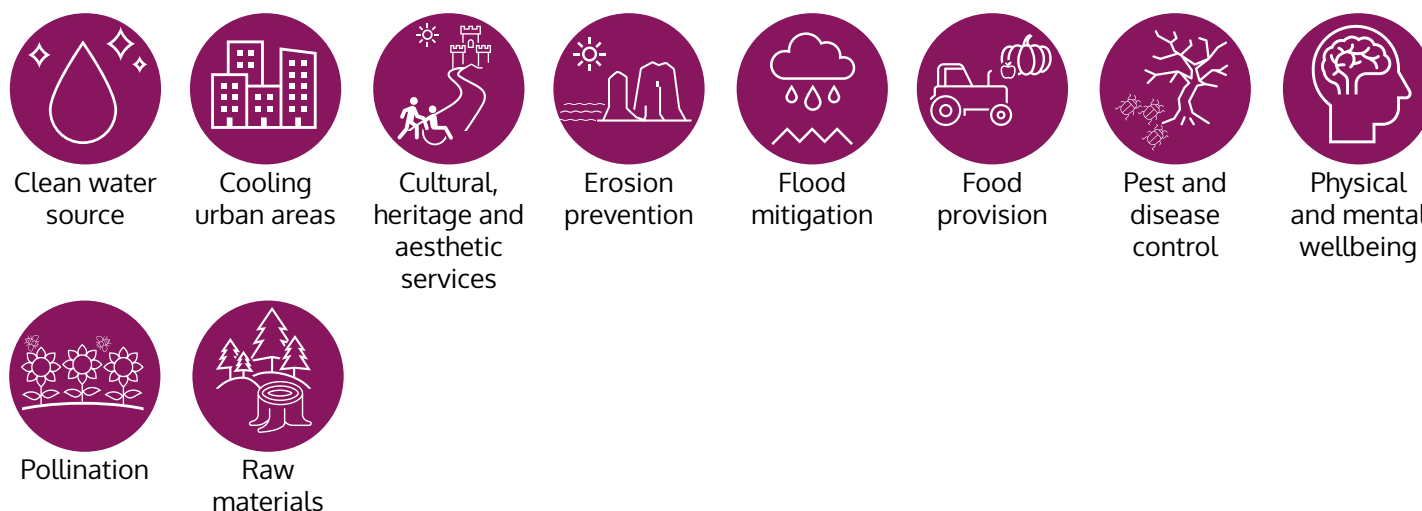 Clean water
source
Cooling
urban areas
Cultural,
heritage and
aesthetic
services
Erosion
prevention
Flood
mitigation
Food
provision
Pest and
disease
control
Physical
and mental
wellbeing
Pollination
Raw
materials